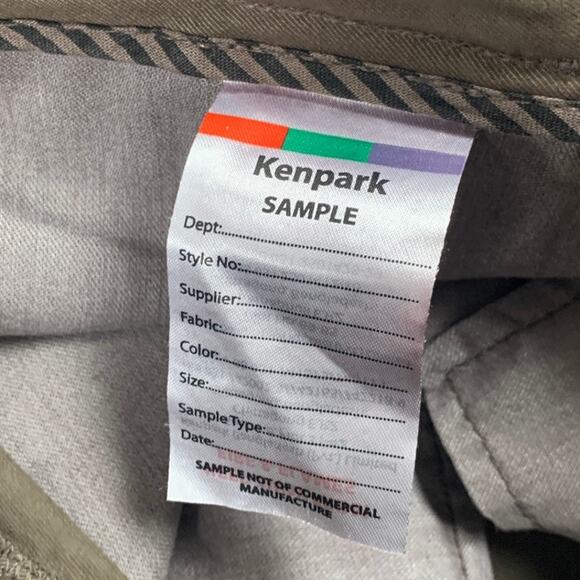 Kenpark
SAMPLE
Dept:
Style No:
Supplier:
Fabric:
Color:
Size:
Sample Type:
Date:
SAMPLE NOT OF COMMERCIAL
MANUFACTURE